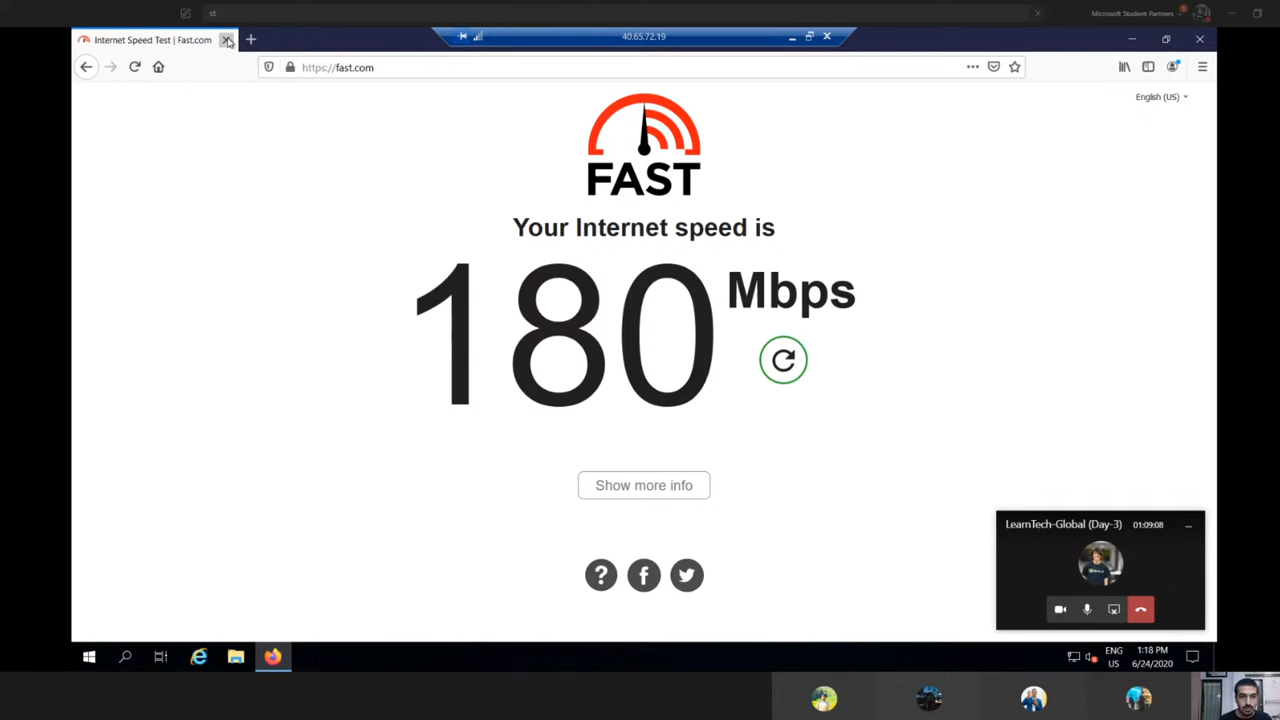 st
Microsoft Student Partners
Internet Speed Test | Fast.com
40.65.72.19
https://fast.com
English (US)
FAST
Your Internet speed is
180 Mbps
Show more info
LearnTech-Global (Day-3) 01:09:08
?
f
ENG
US
1:18 PM
6/24/2020